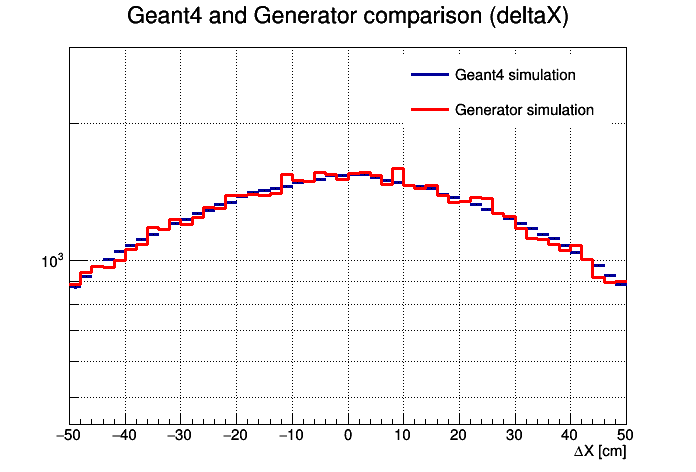 Geant4 and Generator comparison (deltaX)
Geant4 simulation
Generator simulation
10³
−50 −40 −30 −20 −10 0 10 20 30 40 50
ΔX [cm]